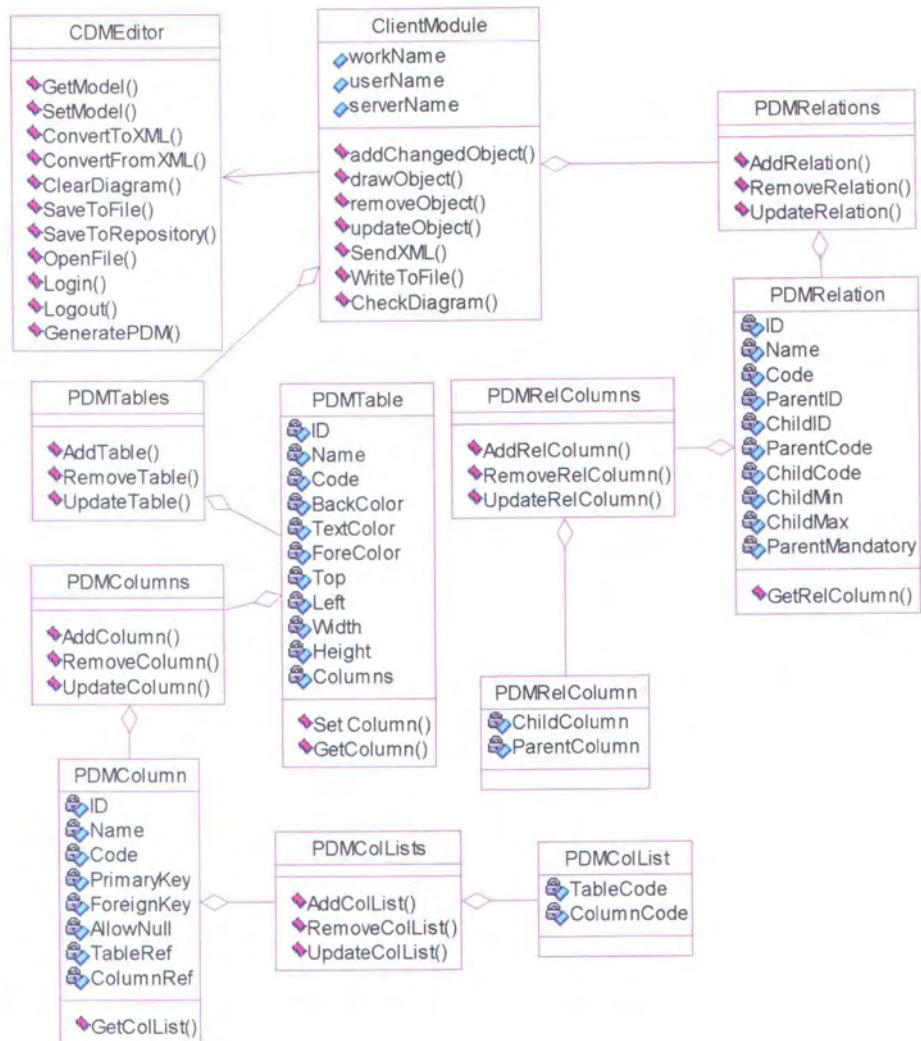 CDMEditor
GetModel()
SetModel()
ConvertToXML()
ConvertFromXML()
ClearDiagram()
SaveToFile()
SaveToRepository()
OpenFile()
Login()
Logout()
GeneratePDM()
ClientModule
workName
userName
serverName
addChangedObject()
drawObject()
removeObject()
updateObject()
SendXML()
WriteToFile()
CheckDiagram()
PDMRelations
AddRelation()
RemoveRelation()
UpdateRelation()
PDMRelation
ID
Name
Code
ParentID
ChildID
ParentCode
ChildCode
ChildMin
ChildMax
ParentMandatory
GetRelColumn()
PDMTables
AddTable()
RemoveTable()
UpdateTable()
PDMTable
ID
Name
Code
BackColor
TextColor
ForeColor
Top
Left
Width
Height
Columns
Set Column()
GetColumn()
PDMRelColumns
AddRelColumn()
RemoveRelColumn()
UpdateRelColumn()
PDMColumns
AddColumn()
RemoveColumn()
UpdateColumn()
PDMRelColumn
ChildColumn
ParentColumn
PDMColumn
ID
Name
Code
PrimaryKey
ForeignKey
AllowNull
TableRef
ColumnRef
GetColList()
PDMColLists
AddColList()
RemoveColList()
UpdateColList()
PDMColList
TableCode
ColumnCode